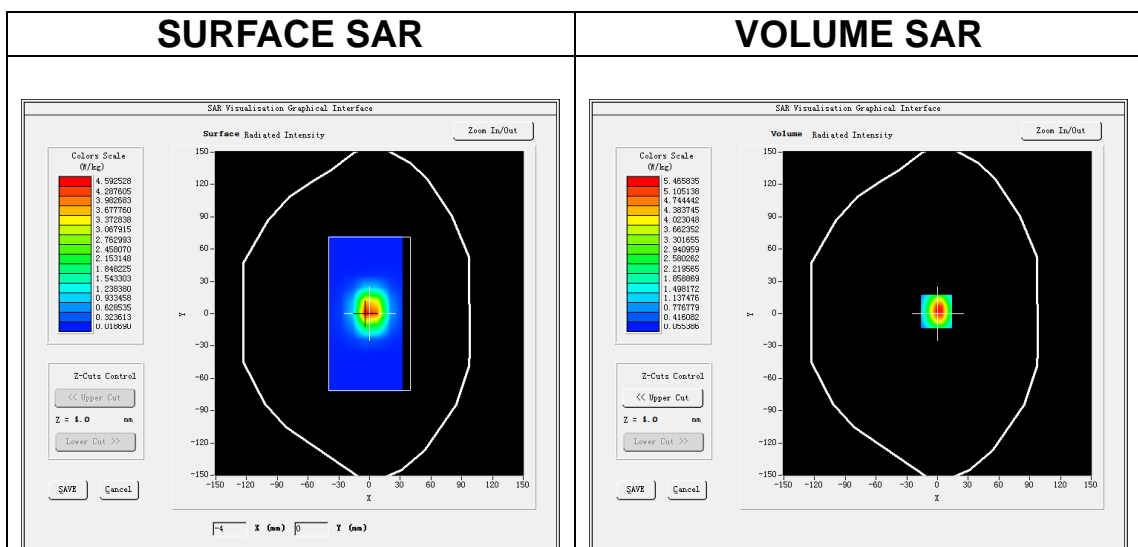 SURFACE SAR
VOLUME SAR
SAR Visualisation Graphical Interface
Surface Radiated Intensity
Zoom In/Out
Colors Scale
(W/kg)
4.592528
4.287605
3.982683
3.677760
3.372838
3.067915
2.762993
2.458070
2.153148
1.848225
1.543303
1.238380
0.933458
0.628535
0.323613
0.018690
150
120
90
60
30
0
-30
-60
-90
-120
-150
Y
-150 -120 -90 -60 -30 0 30 60 90 120 150
X
Z-Cuts Control
<< Upper Cut
Z = 4.0 mm
Lower Cut >>
SAVE Cancel
-4 X (mm) 0 Y (mm)
SAR Visualisation Graphical Interface
Volume Radiated Intensity
Zoom In/Out
Colors Scale
(W/kg)
5.465835
5.105138
4.744442
4.383745
4.023048
3.662352
3.301655
2.940959
2.580262
2.219565
1.858869
1.498172
1.137476
0.776779
0.416082
0.055386
150
120
90
60
30
0
-30
-60
-90
-120
-150
Y
-150 -120 -90 -60 -30 0 30 60 90 120 150
X
Z-Cuts Control
<< Upper Cut
Z = 4.0 mm
Lower Cut >>
SAVE Cancel